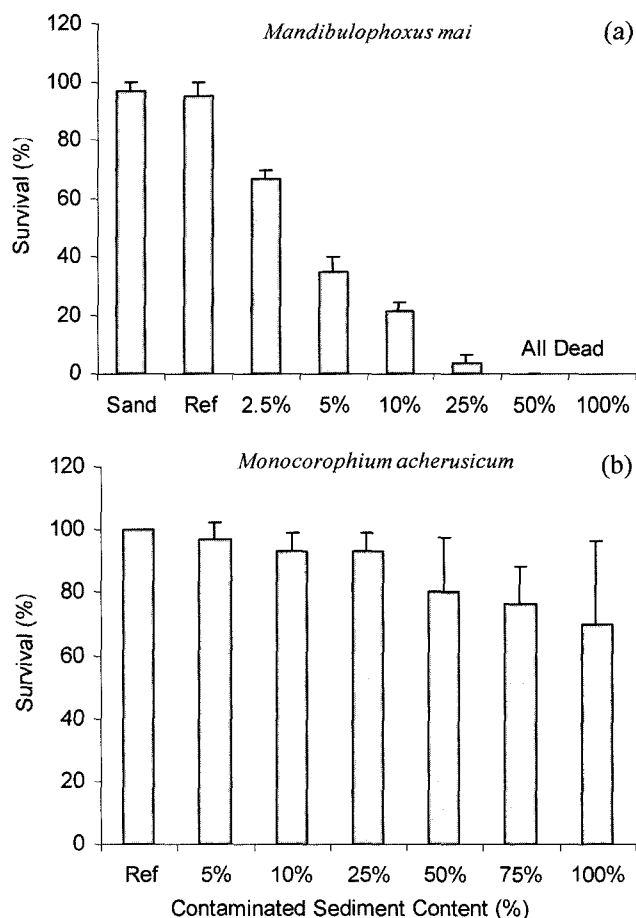 Mandibulophoxus mai (a)
Survival (%)
120
100
80
60
40
20
0
All Dead
Sand Ref 2.5% 5% 10% 25% 50% 100%
Monocorophium acherusicum (b)
Survival (%)
120
100
80
60
40
20
0
Ref 5% 10% 25% 50% 75% 100%
Contaminated Sediment Content (%)